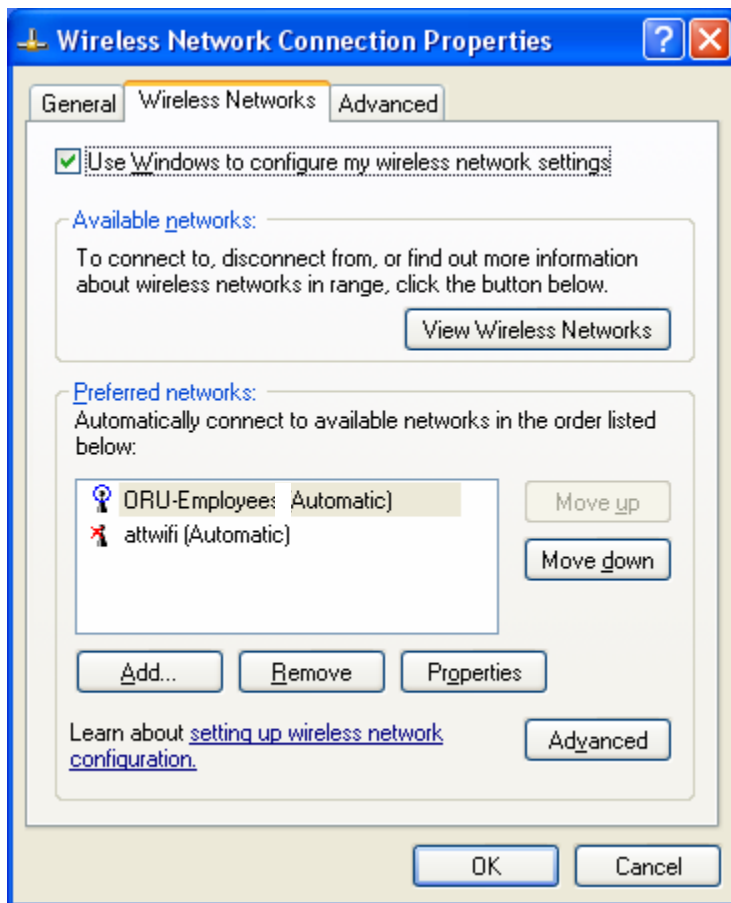 Wireless Network Connection Properties
General Wireless Networks Advanced
Use Windows to configure my wireless network settings
Available networks:
To connect to, disconnect from, or find out more information
about wireless networks in range, click the button below.
View Wireless Networks
Preferred networks:
Automatically connect to available networks in the order listed
below:
ORU-Employees Automatic)
Move up
attwifi (Automatic)
Move down
Add... Remove Properties
Learn about setting up wireless network
configuration.
Advanced
OK Cancel